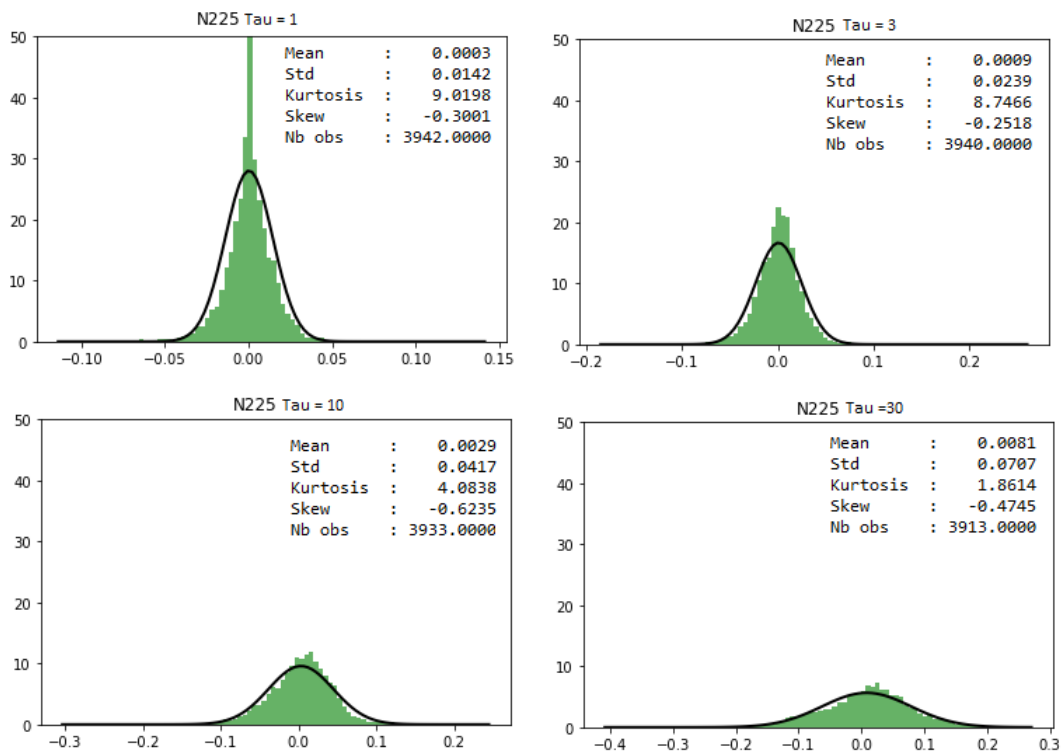 N225 Tau = 1
50
40
30
20
10
0
Mean : 0.0003
Std : 0.0142
Kurtosis : 9.0198
Skew : -0.3001
Nb obs : 3942.0000
−0.10 −0.05 0.00 0.05 0.10 0.15
N225 Tau = 3
50
40
30
20
10
0
Mean : 0.0009
Std : 0.0239
Kurtosis : 8.7466
Skew : -0.2518
Nb obs : 3940.0000
−0.2 −0.1 0.0 0.1 0.2
N225 Tau = 10
50
40
30
20
10
0
Mean : 0.0029
Std : 0.0417
Kurtosis : 4.0838
Skew : -0.6235
Nb obs : 3933.0000
−0.3 −0.2 −0.1 0.0 0.1 0.2
N225 Tau =30
50
40
30
20
10
0
Mean : 0.0081
Std : 0.0707
Kurtosis : 1.8614
Skew : -0.4745
Nb obs : 3913.0000
−0.4 −0.3 −0.2 −0.1 0.0 0.1 0.2 0.3